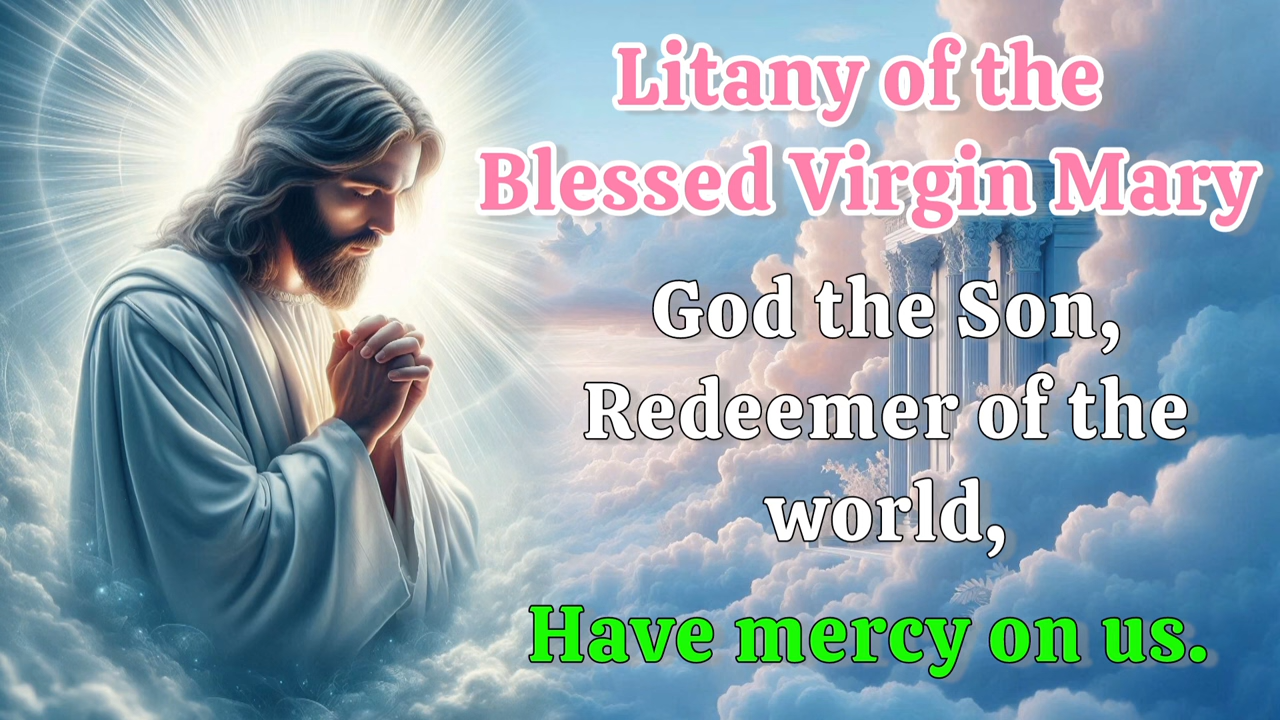 Litany of the
Blessed Virgin Mary
God the Son,
Redeemer of the
world,
Have mercy on us.